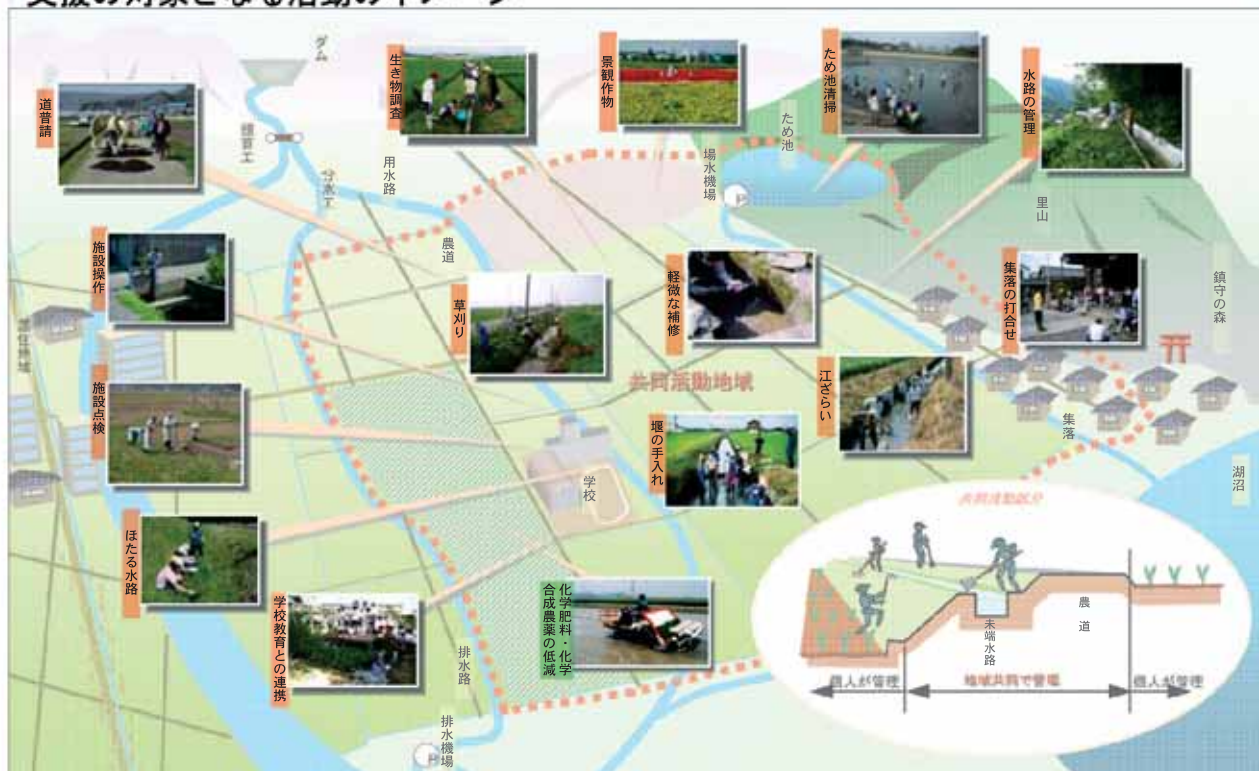 支援の対象となる活動のイメージ
道普請
ダム
頭首工
分水工
生き物調査
用水路
景観作物
ため池
揚水機場
ため池清掃
水路の管理
里山
鎮守の森
施設操作
農道
草刈り
軽微な補修
集落の打合せ
施設点検
共同活動地域
江ざらい
堰の手入れ
学校
集落
湖沼
ほたる水路
学校教育との連携
排水路
排水機場
化学肥料・化学
合成農薬の低減
農道
末端水路
個人が管理
地域共同で管理
個人が管理